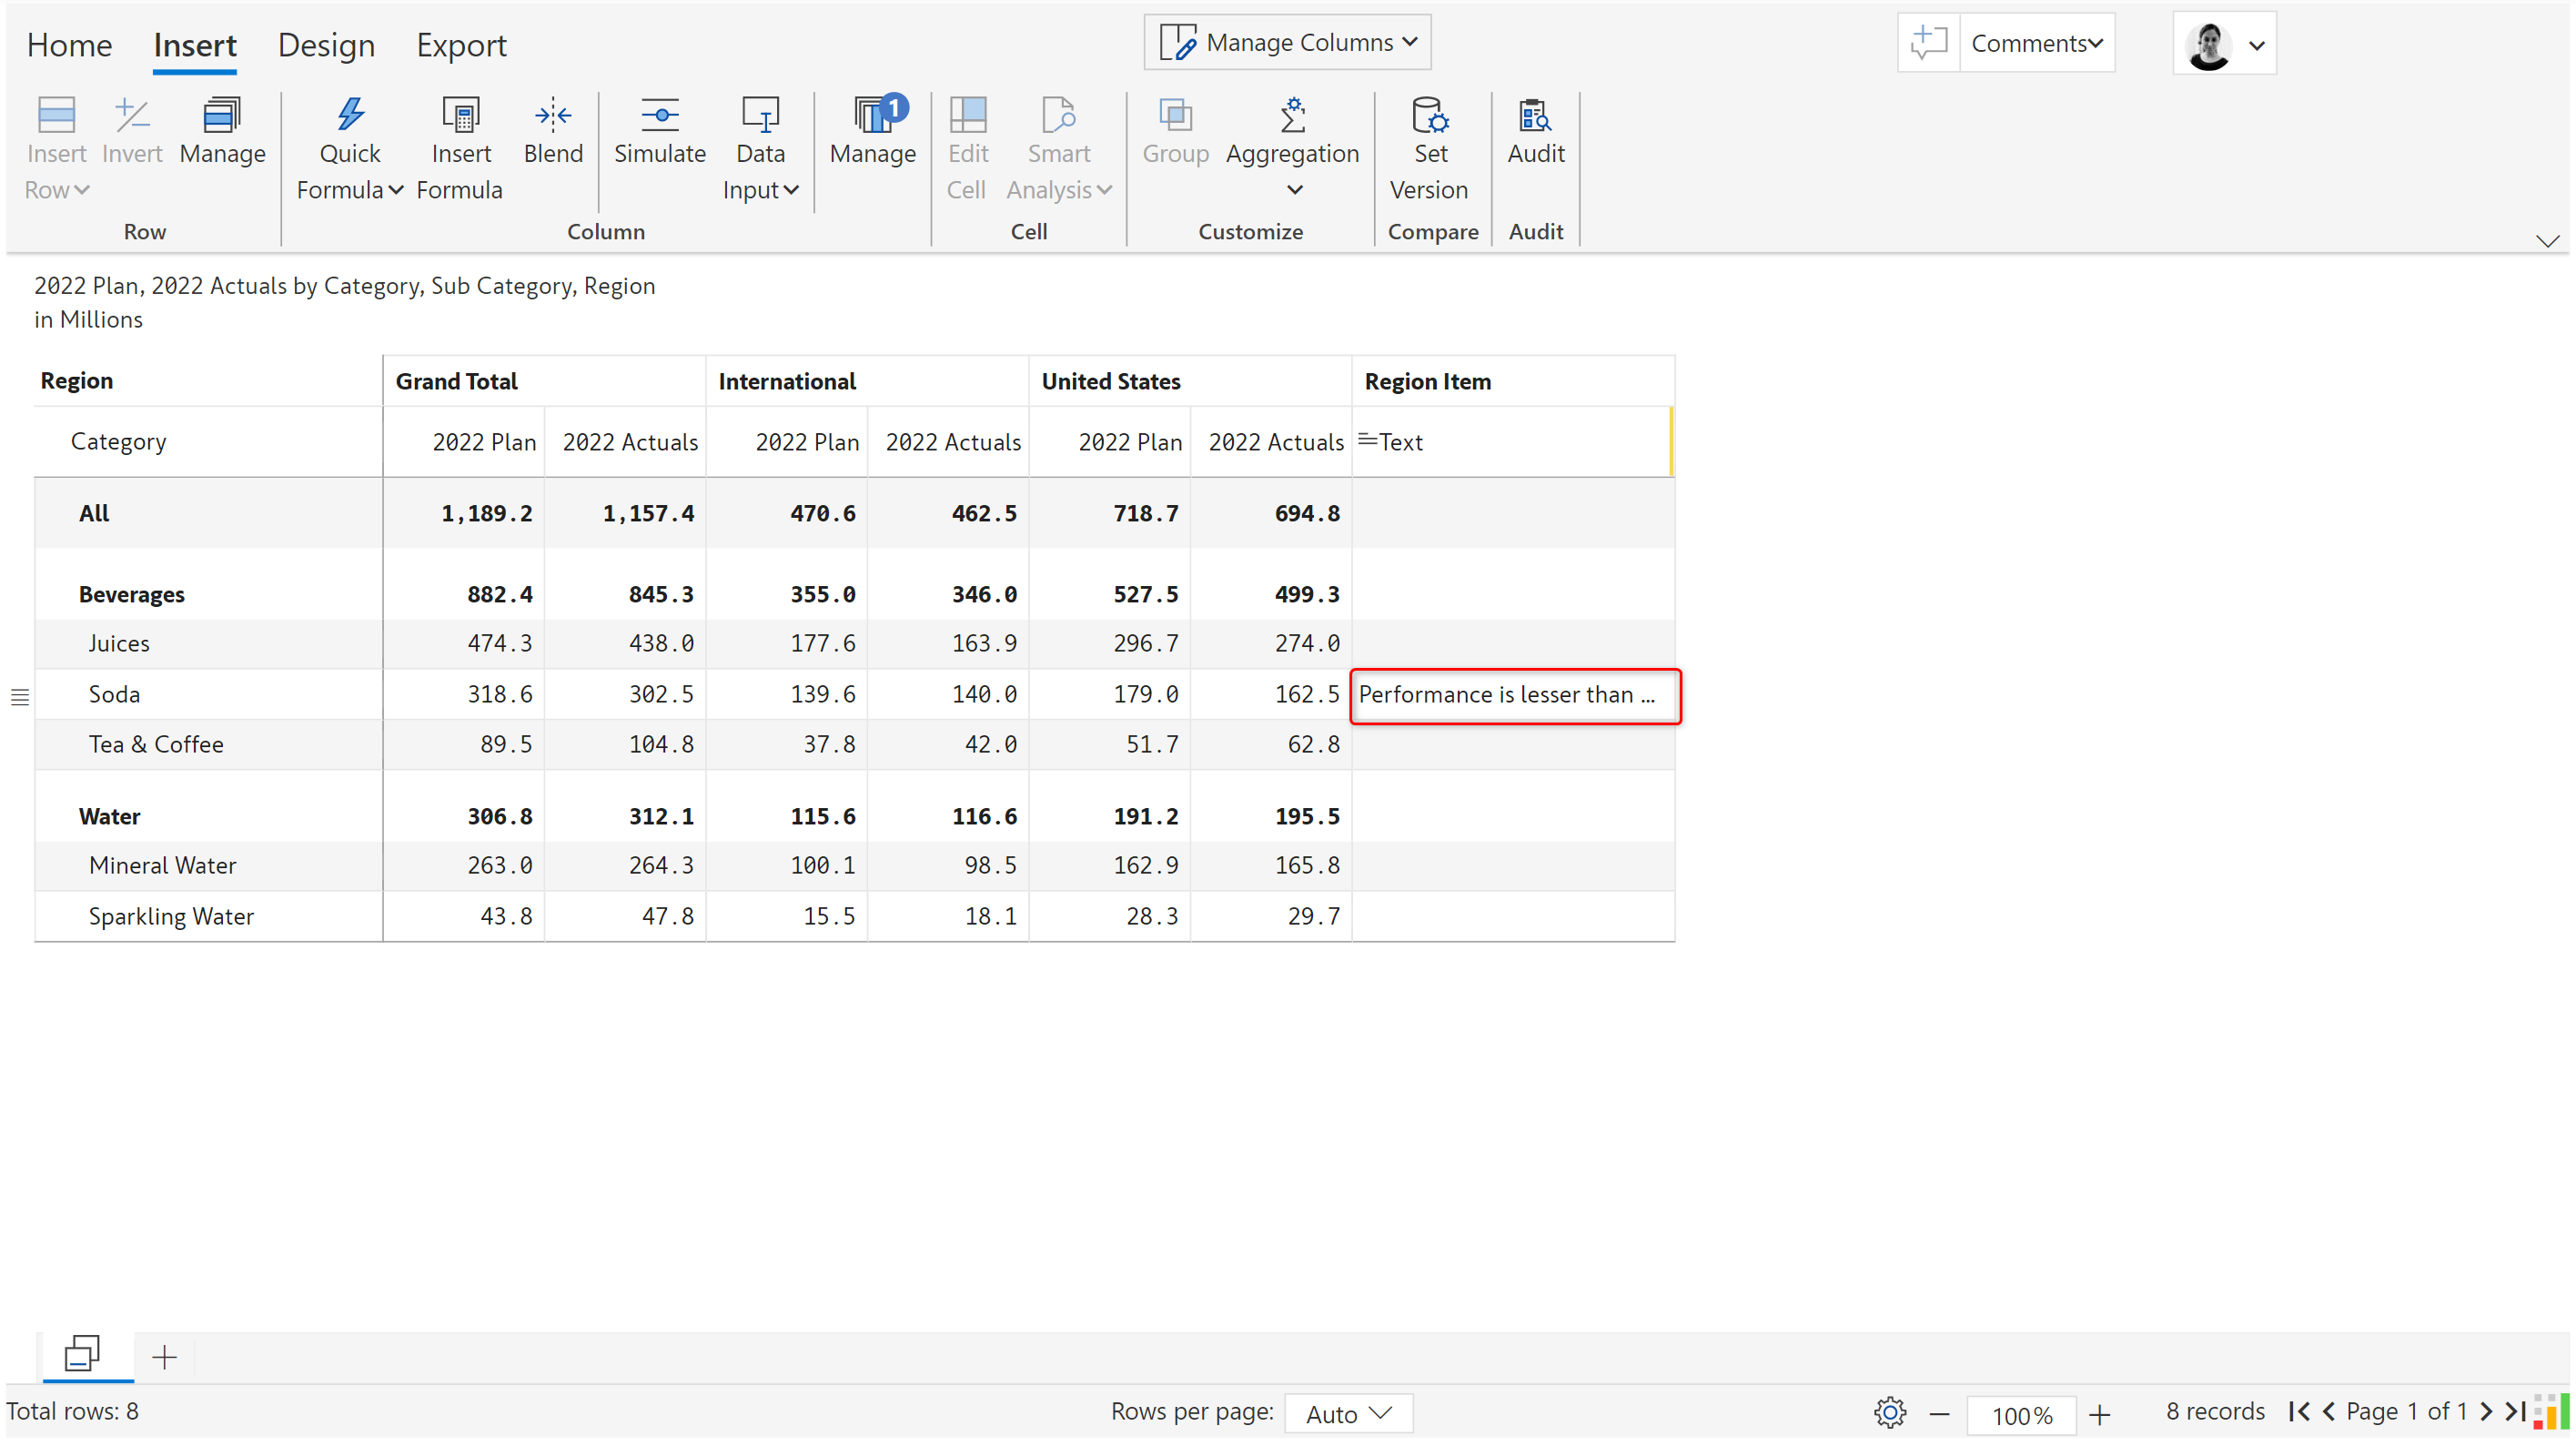 Home Insert Design Export Manage Columns Comments
Insert Row Invert Manage Quick Formula Insert Formula Blend Simulate Data Input Manage 1 Edit Cell Smart Analysis Group Aggregation Set Version Audit
Row Column Cell Customize Compare Audit
2022 Plan, 2022 Actuals by Category, Sub Category, Region
in Millions
Region Grand Total International United States Region Item
Category 2022 Plan 2022 Actuals 2022 Plan 2022 Actuals 2022 Plan 2022 Actuals Text
All 1,189.2 1,157.4 470.6 462.5 718.7 694.8
Beverages 882.4 845.3 355.0 346.0 527.5 499.3
Juices 474.3 438.0 177.6 163.9 296.7 274.0
Soda 318.6 302.5 139.6 140.0 179.0 162.5 Performance is lesser than ...
Tea & Coffee 89.5 104.8 37.8 42.0 51.7 62.8
Water 306.8 312.1 115.6 116.6 191.2 195.5
Mineral Water 263.0 264.3 100.1 98.5 162.9 165.8
Sparkling Water 43.8 47.8 15.5 18.1 28.3 29.7
Total rows: 8 Rows per page: Auto 100% 8 records Page 1 of 1